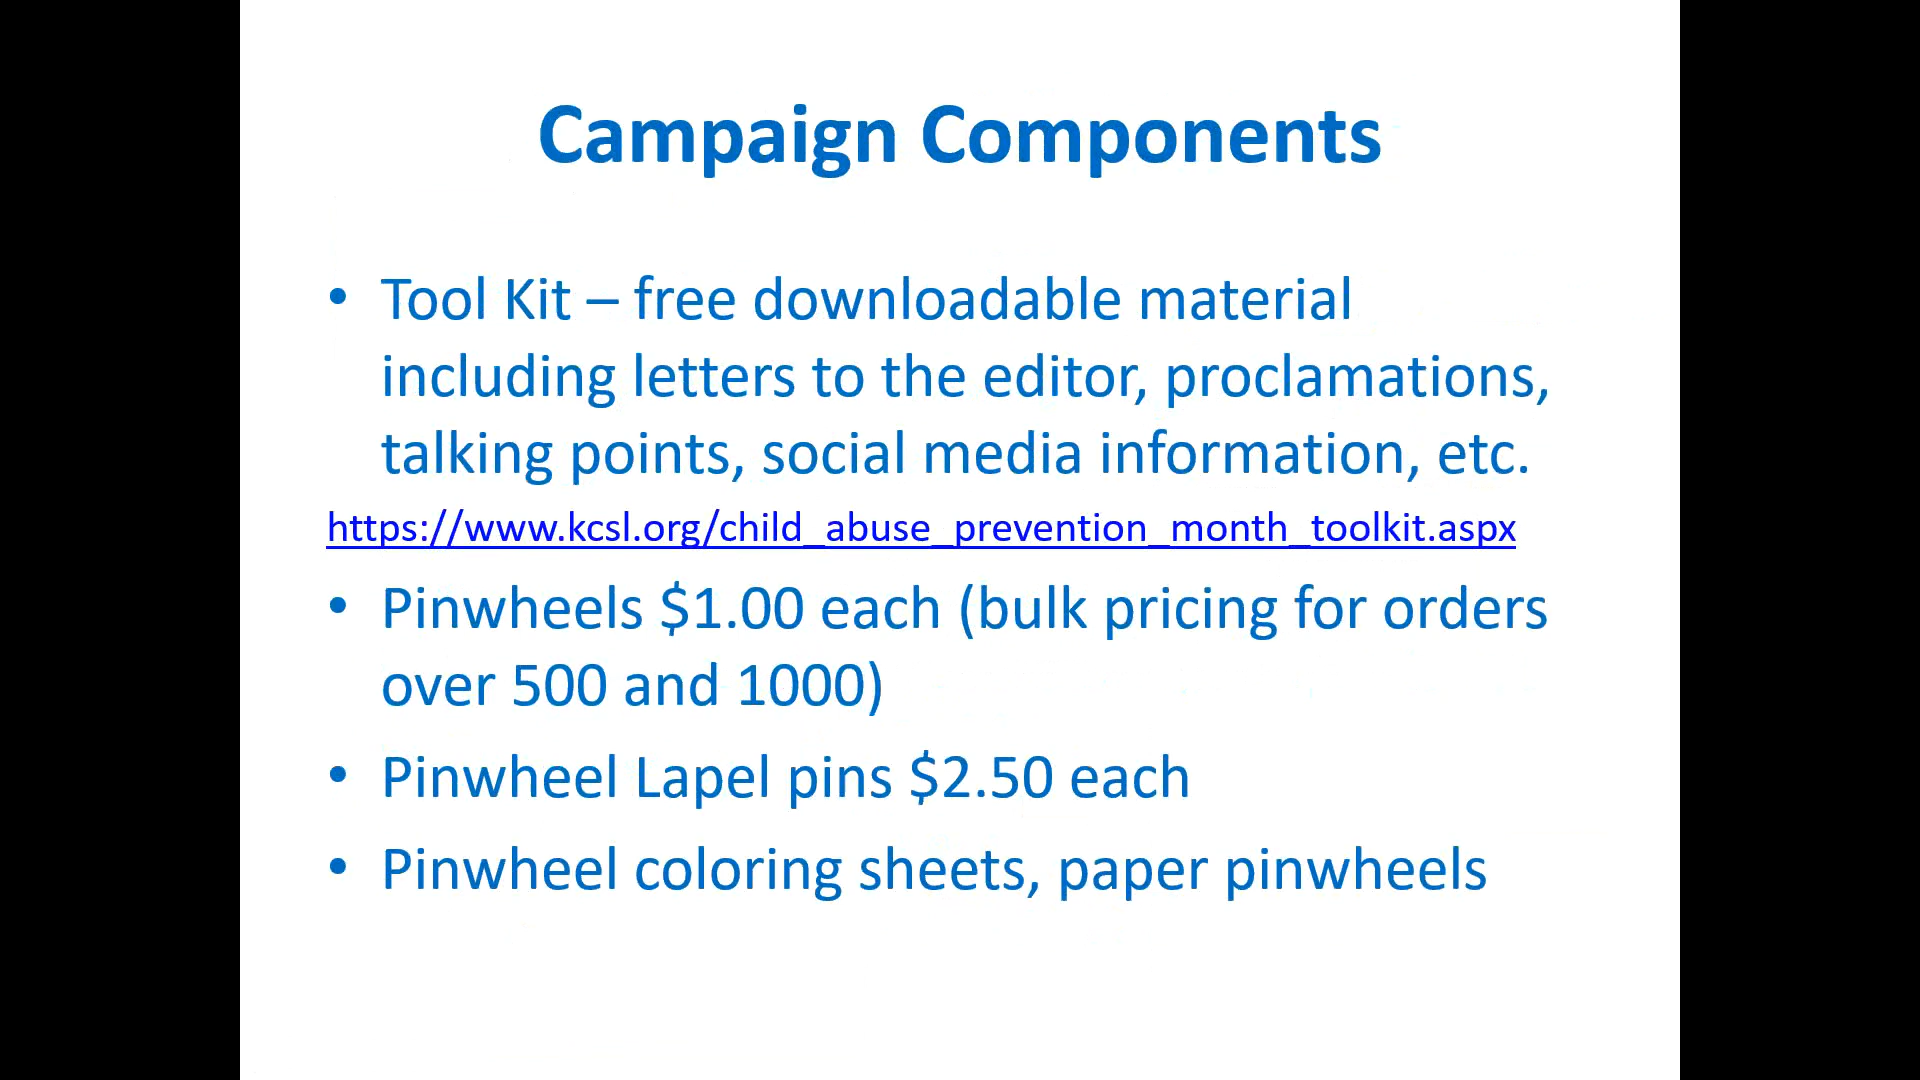 Campaign Components
• Tool Kit – free downloadable material
including letters to the editor, proclamations,
talking points, social media information, etc.
https://www.kcsl.org/child_abuse_prevention_month_toolkit.aspx
• Pinwheels $1.00 each (bulk pricing for orders
over 500 and 1000)
• Pinwheel Lapel pins $2.50 each
• Pinwheel coloring sheets, paper pinwheels